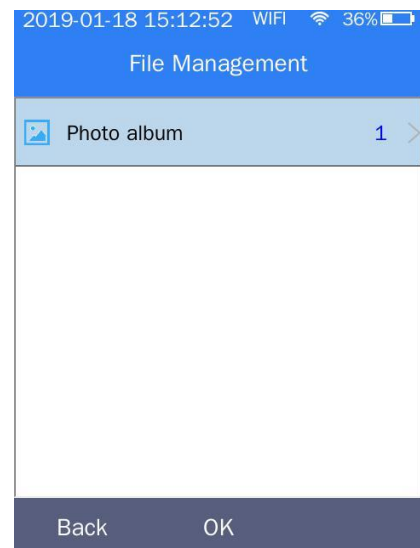 2019-01-18 15:12:52 WIFI 36%
File Management
Photo album 1
Back OK